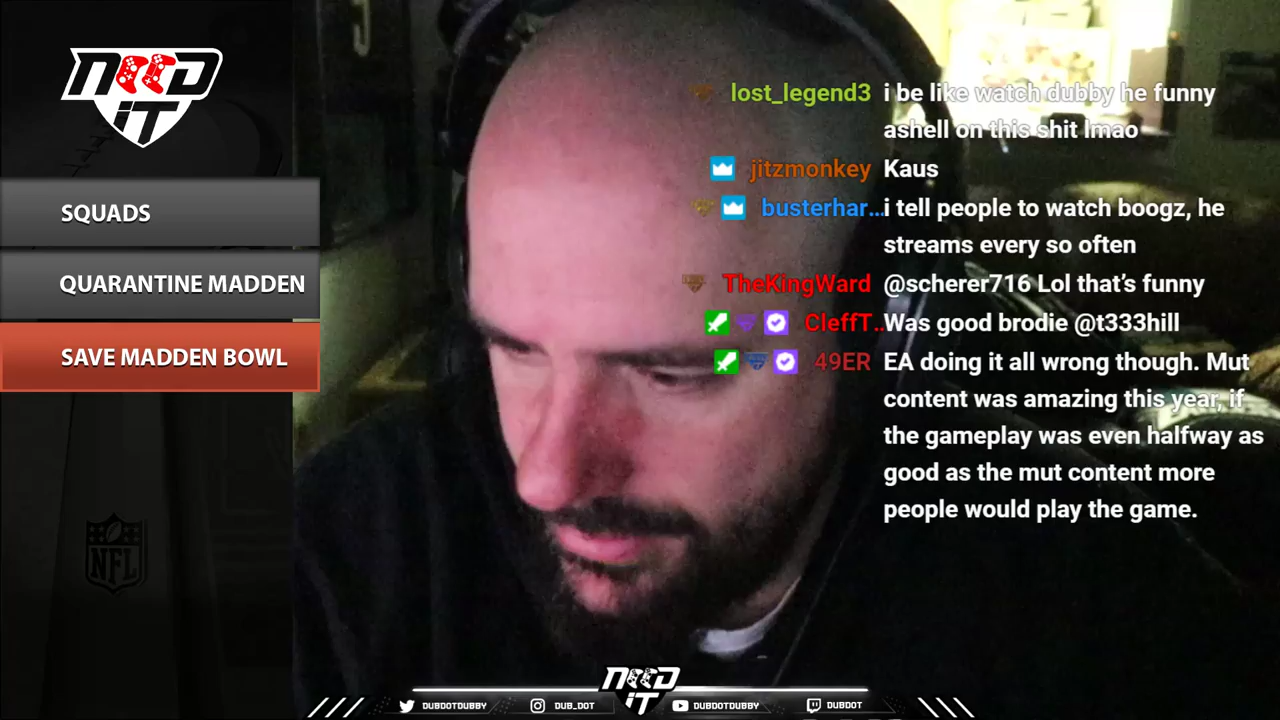 NEED
iT
SQUADS
QUARANTINE MADDEN
SAVE MADDEN BOWL
NFL
lost_legend3 i be like watch dubby he funny
ashell on this shit lmao
jitzmonkey Kaus
busterhar... i tell people to watch boogz, he
streams every so often
TheKingWard @scherer716 Lol that's funny
CleffT.. Was good brodie @t333hill
49ER EA doing it all wrong though. Mut
content was amazing this year, if
the gameplay was even halfway as
good as the mut content more
people would play the game.
NEED
iT
DUBDOTDUBBY DUB_DOT DUBDOTDUBBY DUBDOT